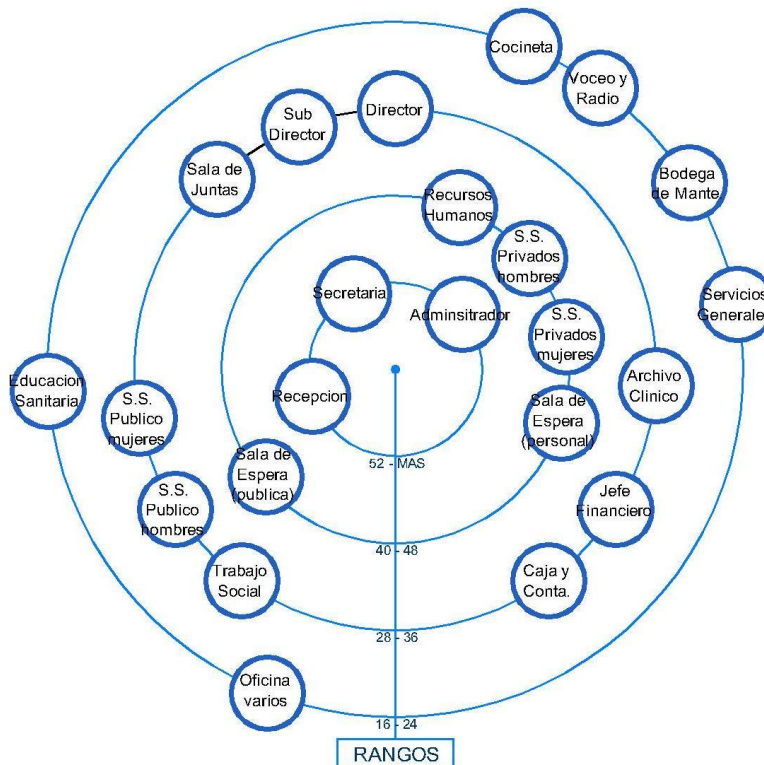 Cocineta
Voceo y
Radio
Sub
Director
Director
Sala de
Juntas
Bodega
de Mante.
Recursos
Humanos
S.S.
Privados
hombres
Secretaria
Adminsitrador
Servicios
Generales
S.S.
Privados
mujeres
Educacion
Sanitaria
Recepcion
Archivo
Clinico
S.S.
Publico
mujeres
Sala de
Espera
(personal)
Sala de
Espera
(publica)
52 - MAS
S.S.
Publico
hombres
Jefe
Financiero
40 - 48
Trabajo
Social
Caja y
Conta.
28 - 36
Oficina
varios
16 - 24
RANGOS